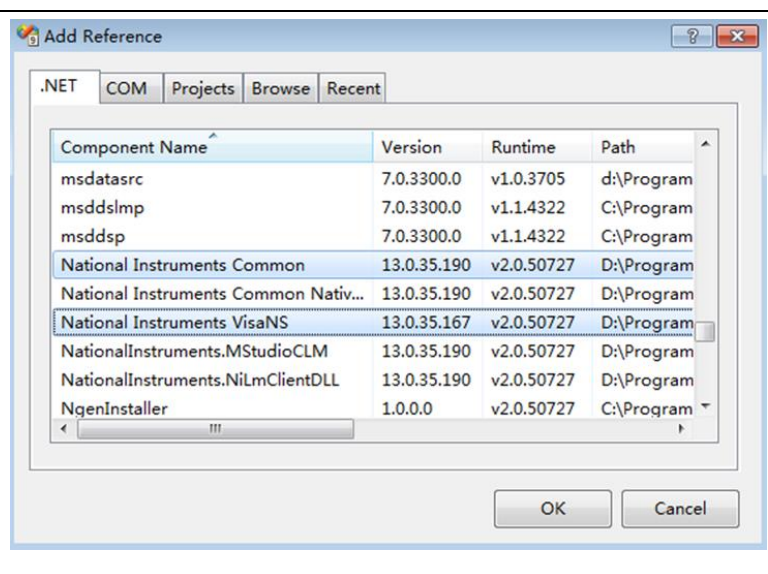 Add Reference
.NET COM Projects Browse Recent
Component Name Version Runtime Path
msdatasrc 7.0.3300.0 v1.0.3705 d:\Program
msddslmp 7.0.3300.0 v1.1.4322 C:\Program
msddsp 7.0.3300.0 v1.1.4322 C:\Program
National Instruments Common 13.0.35.190 v2.0.50727 D:\Program
National Instruments Common Nativ... 13.0.35.190 v2.0.50727 D:\Program
National Instruments VisaNS 13.0.35.167 v2.0.50727 D:\Program
NationalInstruments.MStudioCLM 13.0.35.190 v2.0.50727 D:\Program
NationalInstruments.NiLmClientDLL 13.0.35.190 v2.0.50727 D:\Program
NgenInstaller 1.0.0.0 v2.0.50727 C:\Program
OK Cancel